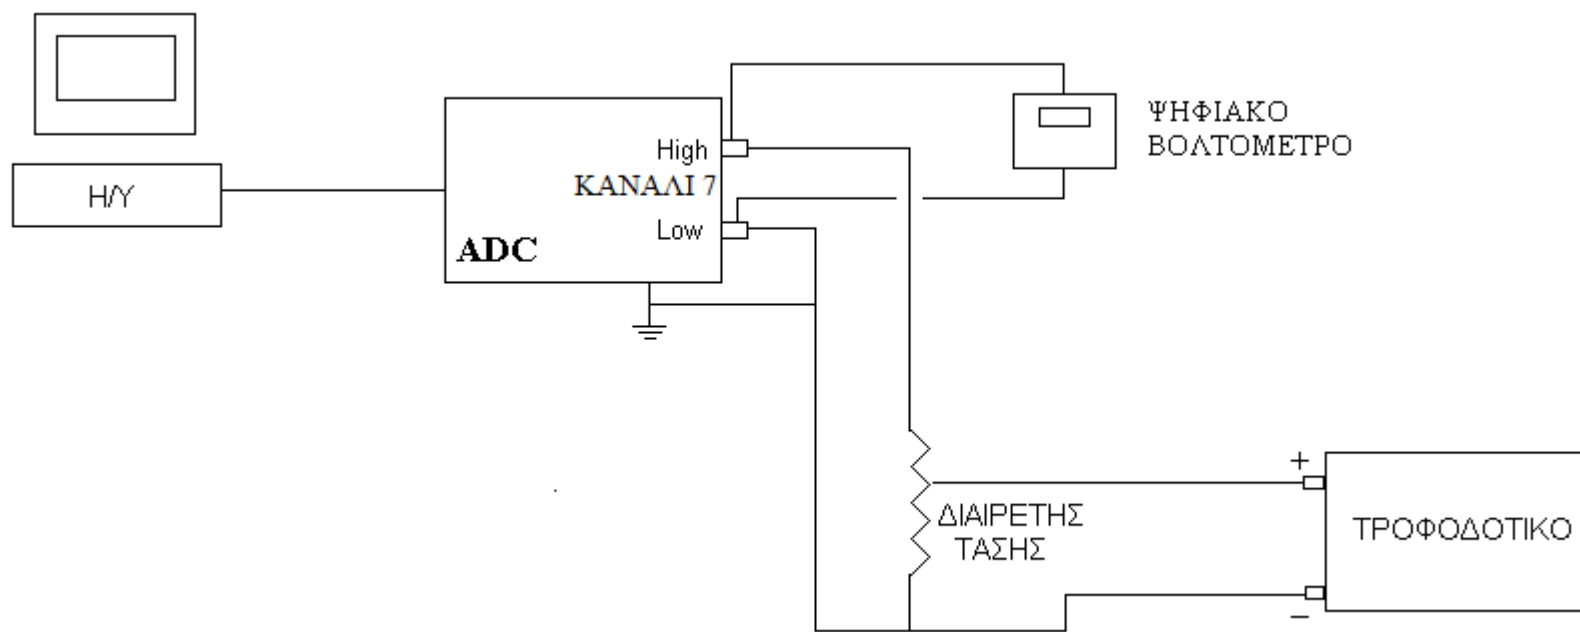 Η/Υ
High
ΚΑΝΑΛΙ 7
Low
ADC
ΨΗΦΙΑΚΟ
ΒΟΛΤΟΜΕΤΡΟ
+
ΔΙΑΙΡΕΤΗΣ
ΤΑΣΗΣ
ΤΡΟΦΟΔΟΤΙΚΟ
−